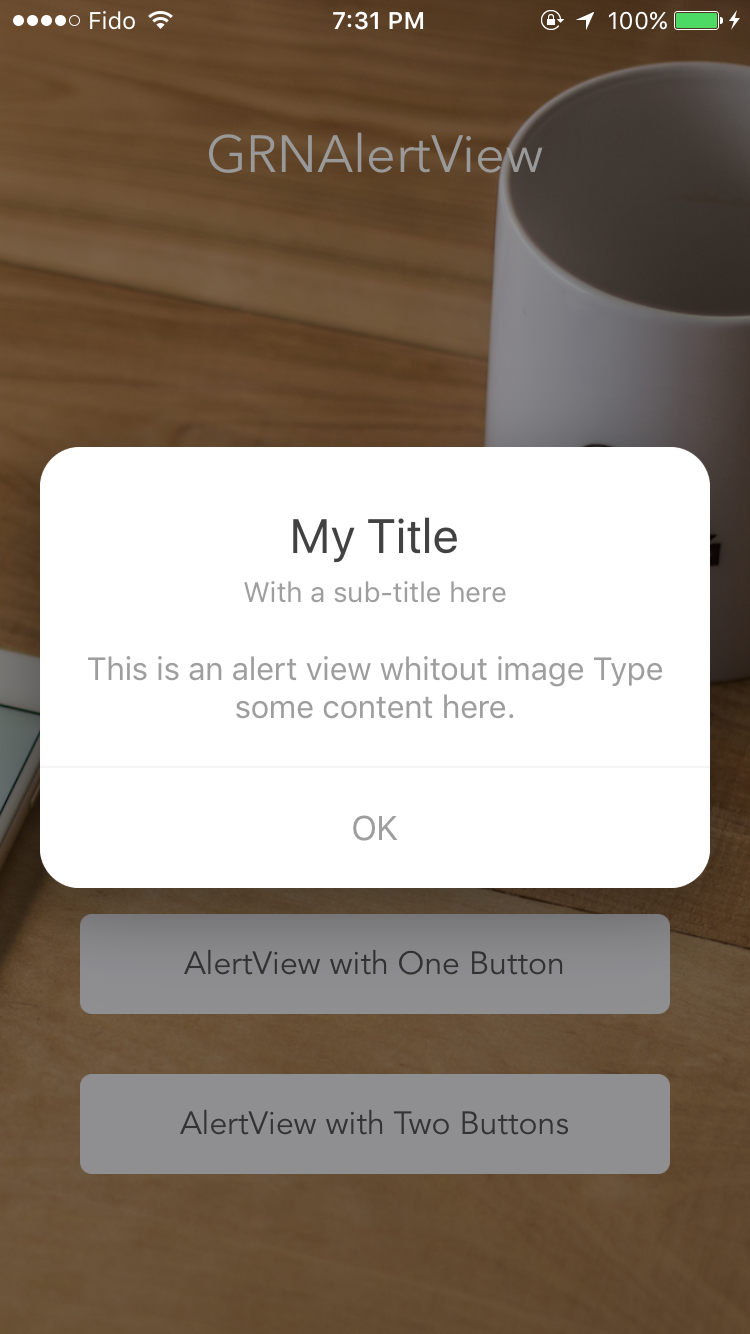 Fido 7:31 PM 100%
GRNAlertView
My Title
With a sub-title here
This is an alert view whitout image Type
some content here.
OK
AlertView with One Button
AlertView with Two Buttons